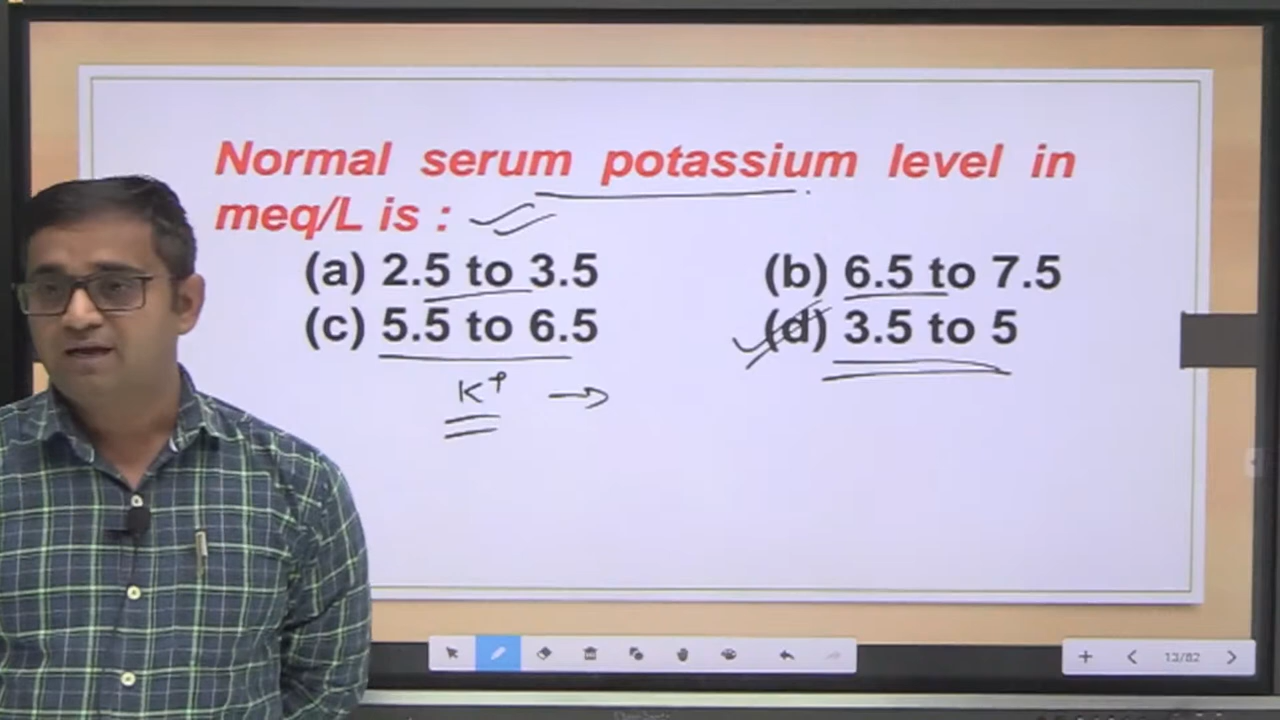 Normal serum potassium level in
meq/L is :
(a) 2.5 to 3.5 (b) 6.5 to 7.5
(c) 5.5 to 6.5 (d) 3.5 to 5
K+ →
13/82